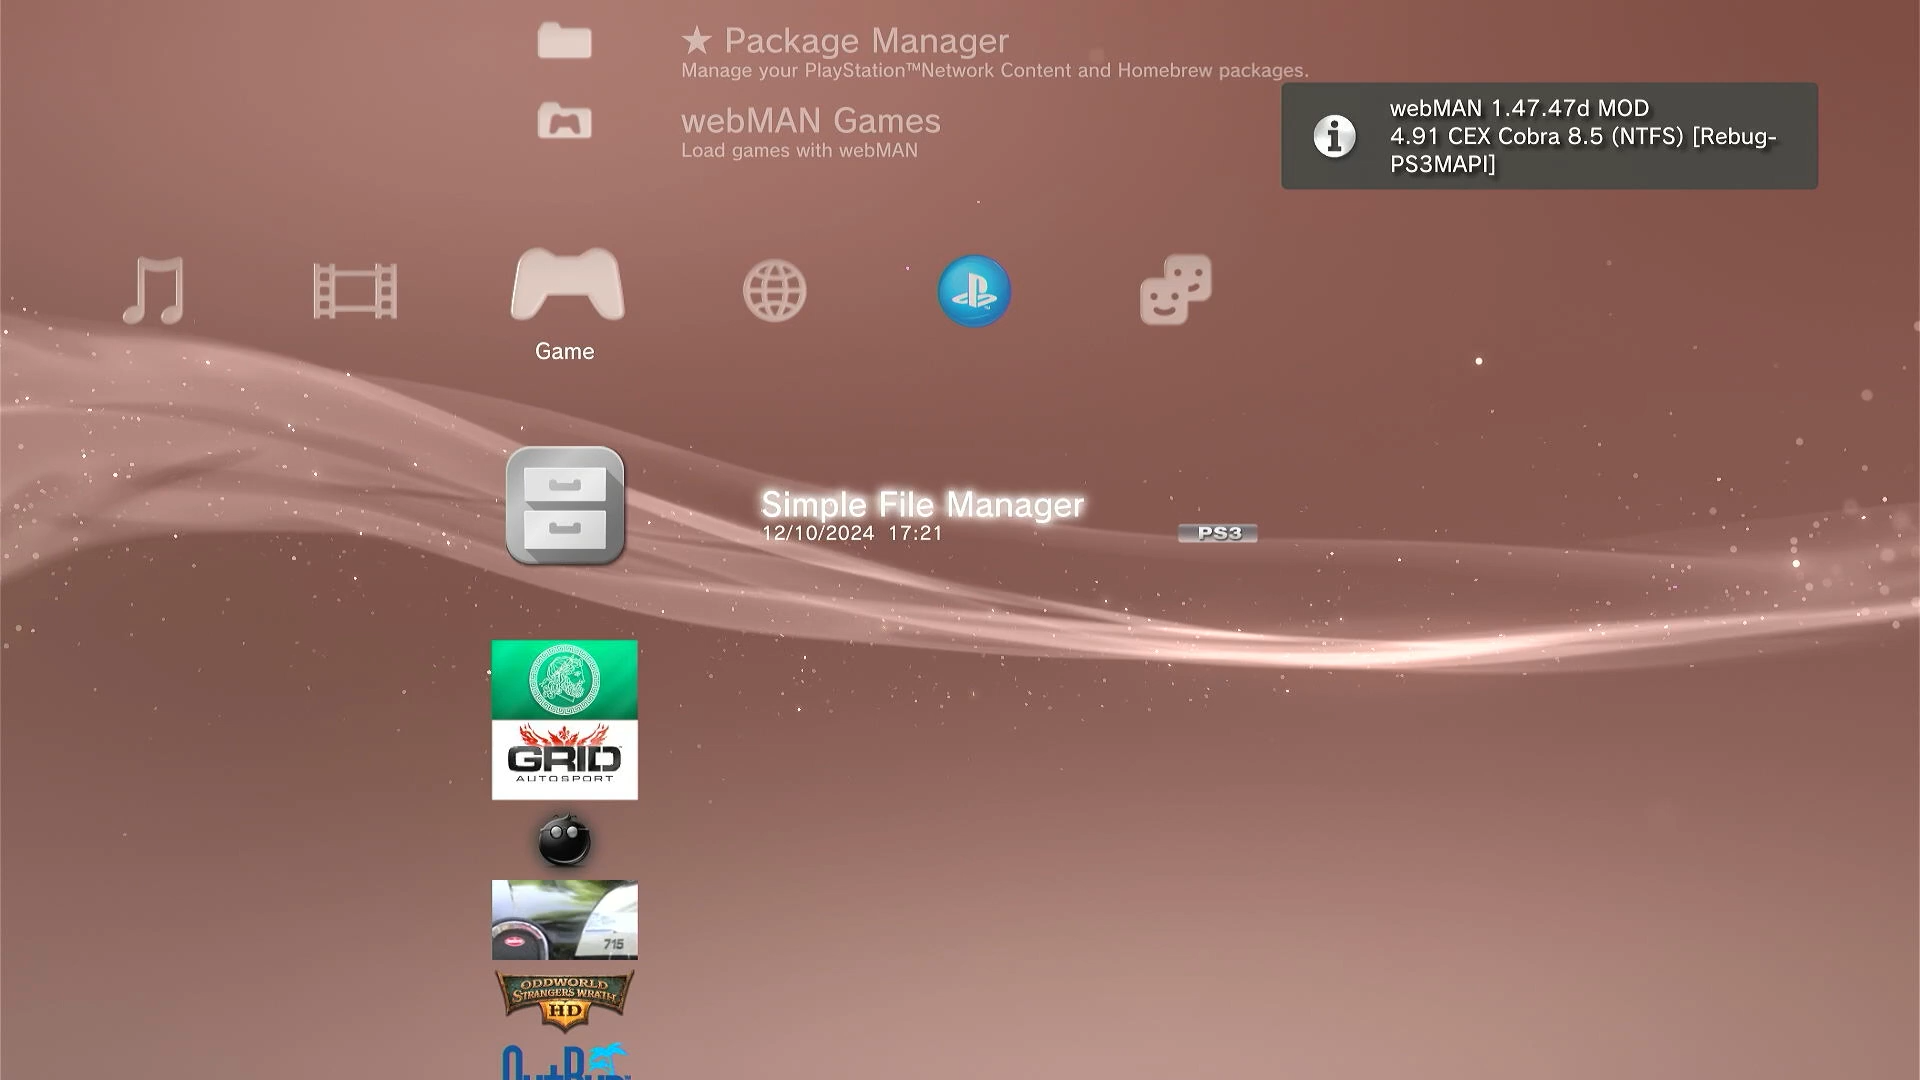 ★ Package Manager
Manage your PlayStation™Network Content and Homebrew packages.
webMAN Games
Load games with webMAN
webMAN 1.47.47d MOD
4.91 CEX Cobra 8.5 (NTFS) [Rebug-
PS3MAPI]
Game
Simple File Manager
12/10/2024 17:21
PS3
GRID
AUTOSPORT
715
ODDWORLD
STRANGER'S WRATH
HD